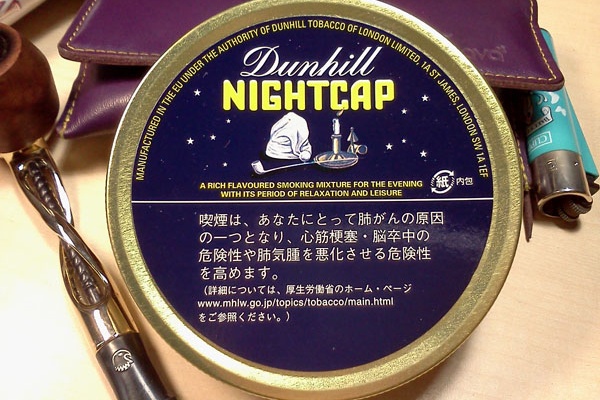 MANUFACTURED IN THE EU UNDER THE AUTHORITY OF DUNHILL TOBACCO OF LONDON LIMITED, 1A ST JAMES, LONDON SW1A 1EF
Dunhill
NIGHTCAP
A RICH FLAVOURED SMOKING MIXTURE FOR THE EVENING
WITH ITS PERIOD OF RELAXATION AND LEISURE
紙 内包
喫煙は、あなたにとって肺がんの原因
の一つとなり、心筋梗塞・脳卒中の
危険性や肺気腫を悪化させる危険性
を高めます。
（詳細については、厚生労働省のホーム・ページ
www.mhlw.go.jp/topics/tobacco/main.html
をご参照ください。）